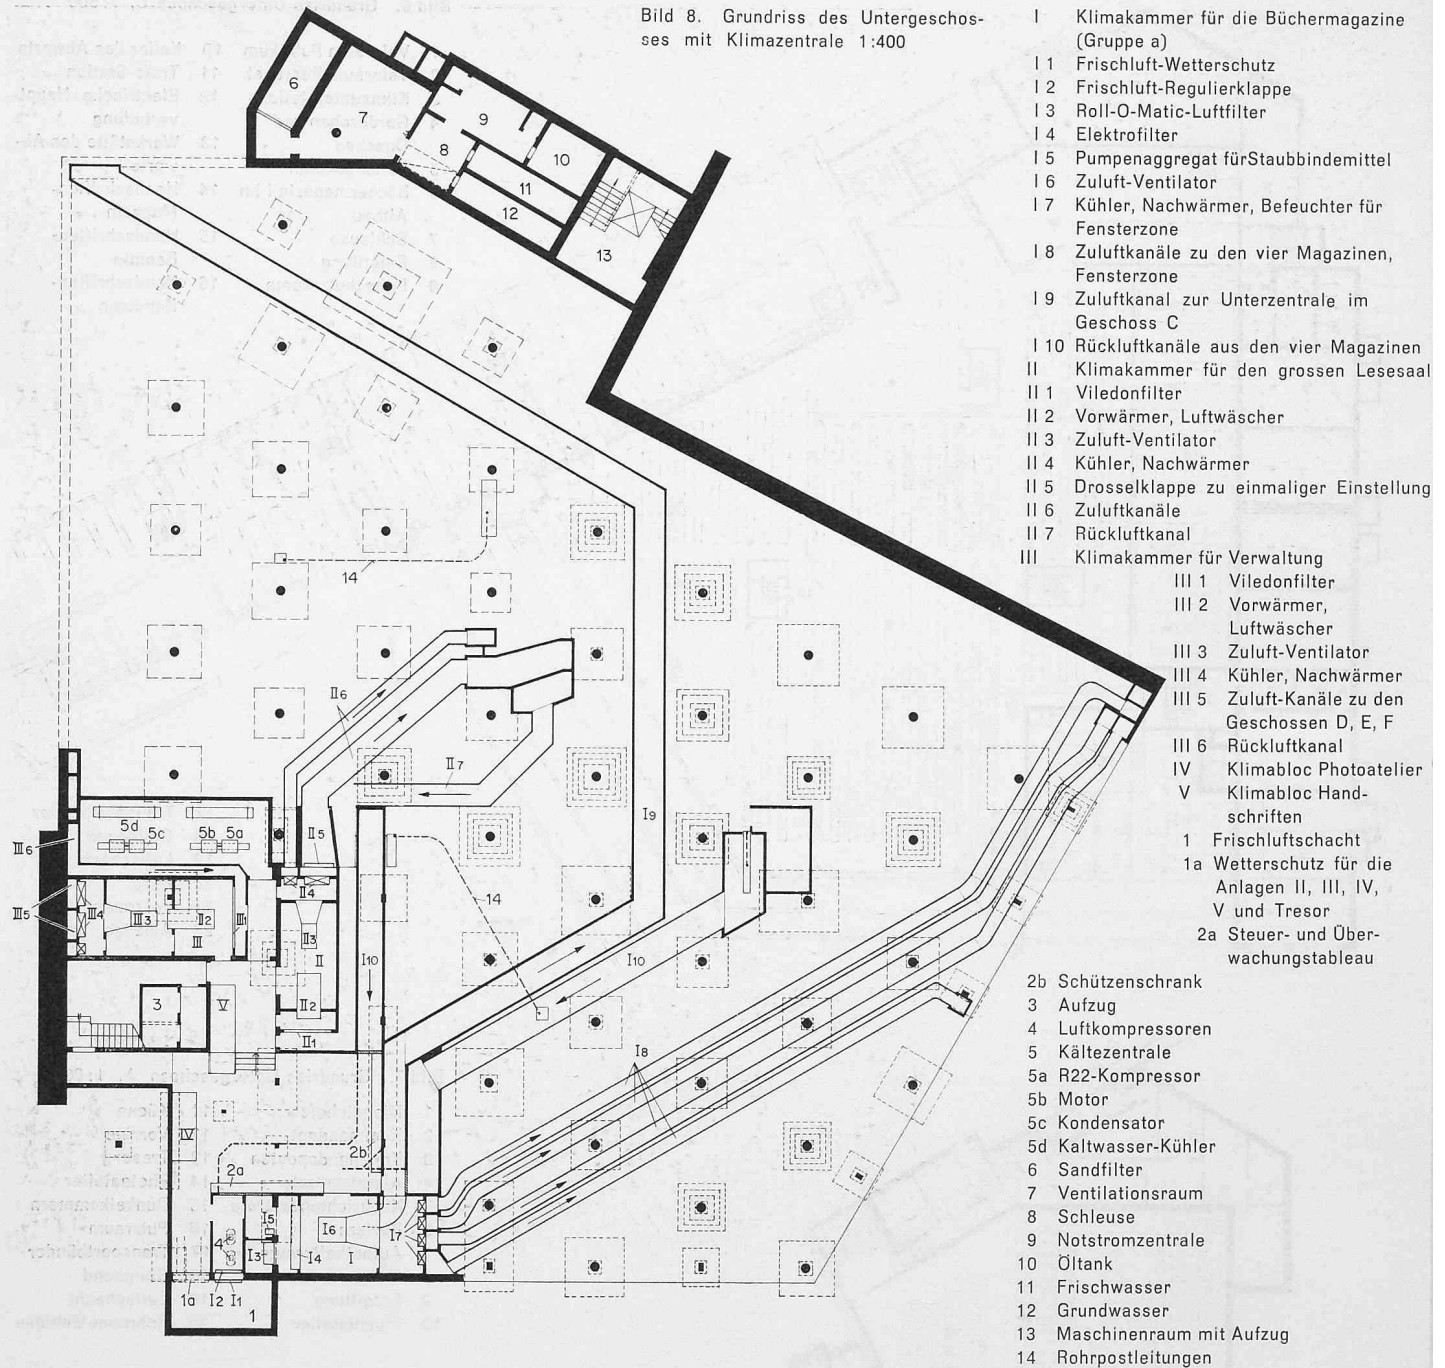 Bild 8. Grundriss des Untergeschos-
ses mit Klimazentrale 1:400
I Klimakammer für die Büchermagazine
(Gruppe a)
I 1 Frischluft-Wetterschutz
I 2 Frischluft-Regulierklappe
I 3 Roll-O-Matic-Luftfilter
I 4 Elektrofilter
I 5 Pumpenaggregat fürStaubbindemittel
I 6 Zuluft-Ventilator
I 7 Kühler, Nachwärmer, Befeuchter für
Fensterzone
I 8 Zuluftkanäle zu den vier Magazinen,
Fensterzone
I 9 Zuluftkanal zur Unterzentrale im
Geschoss C
I 10 Rückluftkanäle aus den vier Magazinen
II Klimakammer für den grossen Lesesaal
II 1 Viledonfilter
II 2 Vorwärmer, Luftwäscher
II 3 Zuluft-Ventilator
II 4 Kühler, Nachwärmer
II 5 Drosselklappe zu einmaliger Einstellung
II 6 Zuluftkanäle
II 7 Rückluftkanal
III Klimakammer für Verwaltung
III 1 Viledonfilter
III 2 Vorwärmer,
Luftwäscher
III 3 Zuluft-Ventilator
III 4 Kühler, Nachwärmer
III 5 Zuluft-Kanäle zu den
Geschossen D, E, F
III 6 Rückluftkanal
IV Klimabloc Photoatelier
V Klimabloc Hand-
schriften
1 Frischluftschacht
1a Wetterschutz für die
Anlagen II, III, IV,
V und Tresor
2a Steuer- und Über-
wachungstableau
2b Schützenschrank
3 Aufzug
4 Luftkompressoren
5 Kältezentrale
5a R22-Kompressor
5b Motor
5c Kondensator
5d Kaltwasser-Kühler
6 Sandfilter
7 Ventilationsraum
8 Schleuse
9 Notstromzentrale
10 Öltank
11 Frischwasser
12 Grundwasser
13 Maschinenraum mit Aufzug
14 Rohrpostleitungen
6
7
9
8
10
11
12
13
14
II6
II7
I9
5d 5c 5b 5a
II5
III6
III5 III4 III3 II2 III1
III
II4
II3
II
II2
II1
14
I10
I10
3
V
I8
IV
2b
2a
I5
4
I3
I4
I6
I
I7
1a I2 I1
1